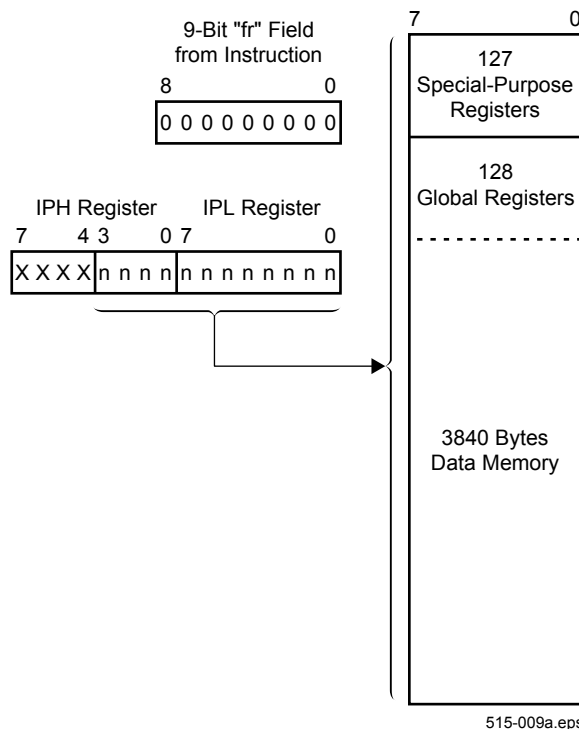 9-Bit "fr" Field
from Instruction
8 0
0 0 0 0 0 0 0 0 0
IPH Register IPL Register
7 4 3 0 7 0
X X X X n n n n n n n n n n n n
7 0
127
Special-Purpose
Registers
128
Global Registers
3840 Bytes
Data Memory
515-009a.eps